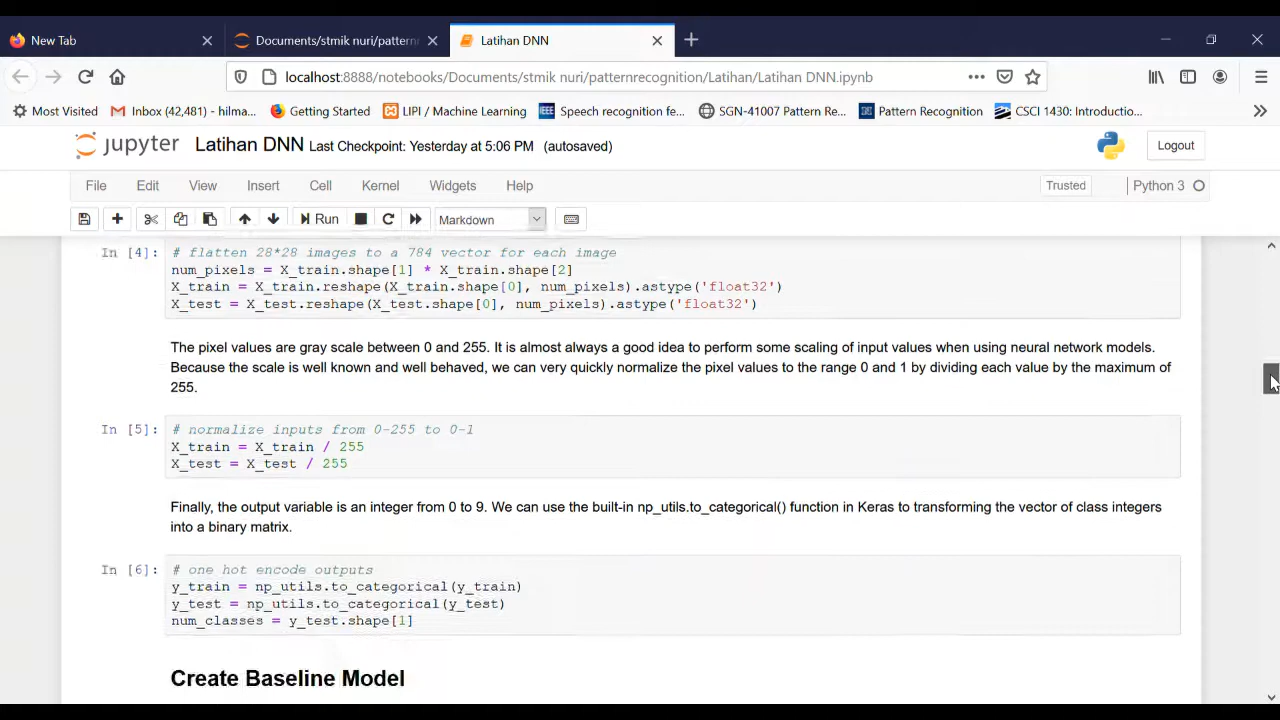 New Tab
Documents/stmik nuri/pattern
Latihan DNN
localhost:8888/notebooks/Documents/stmik nuri/patternrecognition/Latihan/Latihan DNN.ipynb
Most Visited
Inbox (42,481) - hilma...
Getting Started
LIPI / Machine Learning
IEEE
Speech recognition fe...
SGN-41007 Pattern Re...
Pattern Recognition
CSCI 1430: Introductio...
jupyter
Latihan DNN Last Checkpoint: Yesterday at 5:06 PM (autosaved)
Logout
File Edit View Insert Cell Kernel Widgets Help
Trusted
Python 3
Run
Markdown
In [4]: # flatten 28*28 images to a 784 vector for each image
num_pixels = X_train.shape[1] * X_train.shape[2]
X_train = X_train.reshape(X_train.shape[0], num_pixels).astype('float32')
X_test = X_test.reshape(X_test.shape[0], num_pixels).astype('float32')
The pixel values are gray scale between 0 and 255. It is almost always a good idea to perform some scaling of input values when using neural network models.
Because the scale is well known and well behaved, we can very quickly normalize the pixel values to the range 0 and 1 by dividing each value by the maximum of
255.
In [5]: # normalize inputs from 0-255 to 0-1
X_train = X_train / 255
X_test = X_test / 255
Finally, the output variable is an integer from 0 to 9. We can use the built-in np_utils.to_categorical() function in Keras to transforming the vector of class integers
into a binary matrix.
In [6]: # one hot encode outputs
y_train = np_utils.to_categorical(y_train)
y_test = np_utils.to_categorical(y_test)
num_classes = y_test.shape[1]
Create Baseline Model